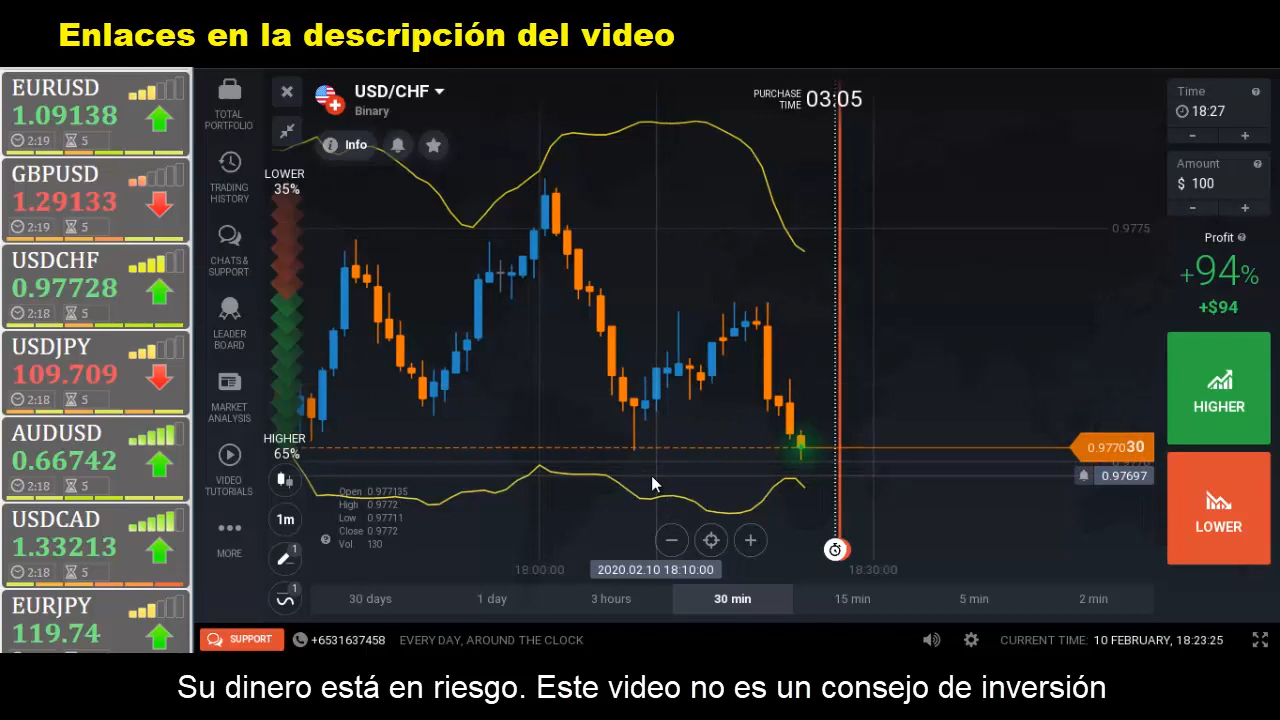 Enlaces en la descripción del video
EURUSD
1.09138
2:19 5
GBPUSD
1.29133
2:19 5
USDCHF
0.97728
2:18 5
USDJPY
109.709
2:18 5
AUDUSD
0.66742
2:18 5
USDCAD
1.33213
2:18 5
EURJPY
119.74
TOTAL
PORTFOLIO
TRADING
HISTORY
CHATS &
SUPPORT
LEADER
BOARD
MARKET
ANALYSIS
VIDEO
TUTORIALS
MORE
USD/CHF
Binary
Info
LOWER
35%
HIGHER
65%
1m
1
1
Open 0.977135
High 0.9772
Low 0.97711
Close 0.9772
Vol. 130
PURCHASE
TIME
03:05
0.9775
0.977030
0.97697
18:00:00
2020.02.10 18:10:00
18:30:00
30 days
1 day
3 hours
30 min
15 min
5 min
2 min
Time
18:27
- +
Amount
$ 100
- +
Profit
+94%
+$94
HIGHER
LOWER
SUPPORT
+6531637458
EVERY DAY, AROUND THE CLOCK
CURRENT TIME: 10 FEBRUARY, 18:23:25
Su dinero está en riesgo. Este video no es un consejo de inversión